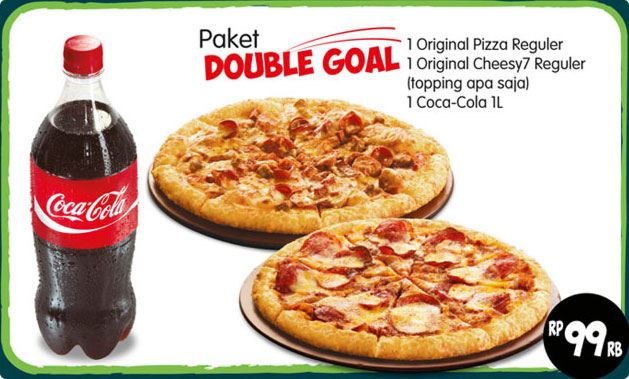 Paket
DOUBLE GOAL
1 Original Pizza Reguler
1 Original Cheesy7 Reguler
(topping apa saja)
1 Coca-Cola 1L
Coca-Cola
RP 99 RB